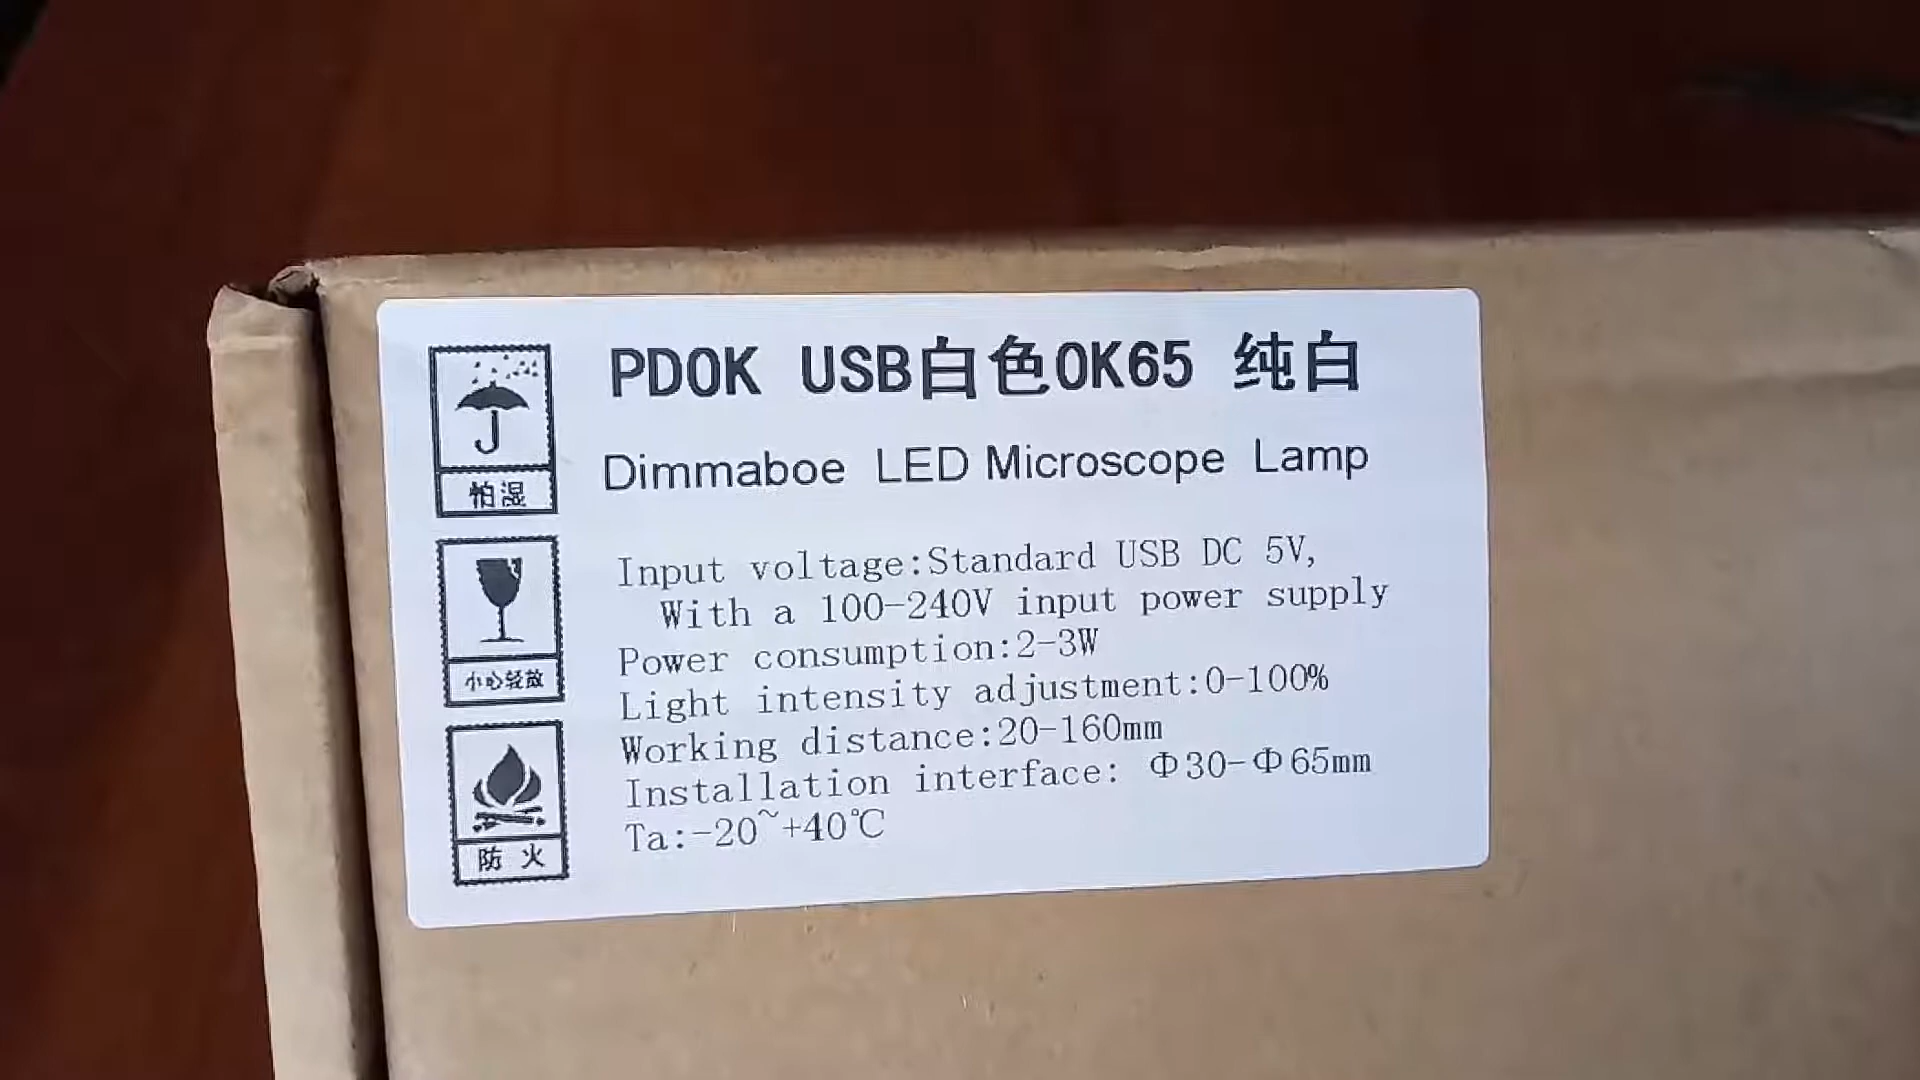 PDOK USB白色OK65 纯白
Dimmaboe LED Microscope Lamp
Input voltage:Standard USB DC 5V,
With a 100-240V input power supply
Power consumption:2-3W
Light intensity adjustment:0-100%
Working distance:20-160mm
Installation interface: Φ30-Φ65mm
Ta:-20~+40℃
怕湿
小心轻放
防火